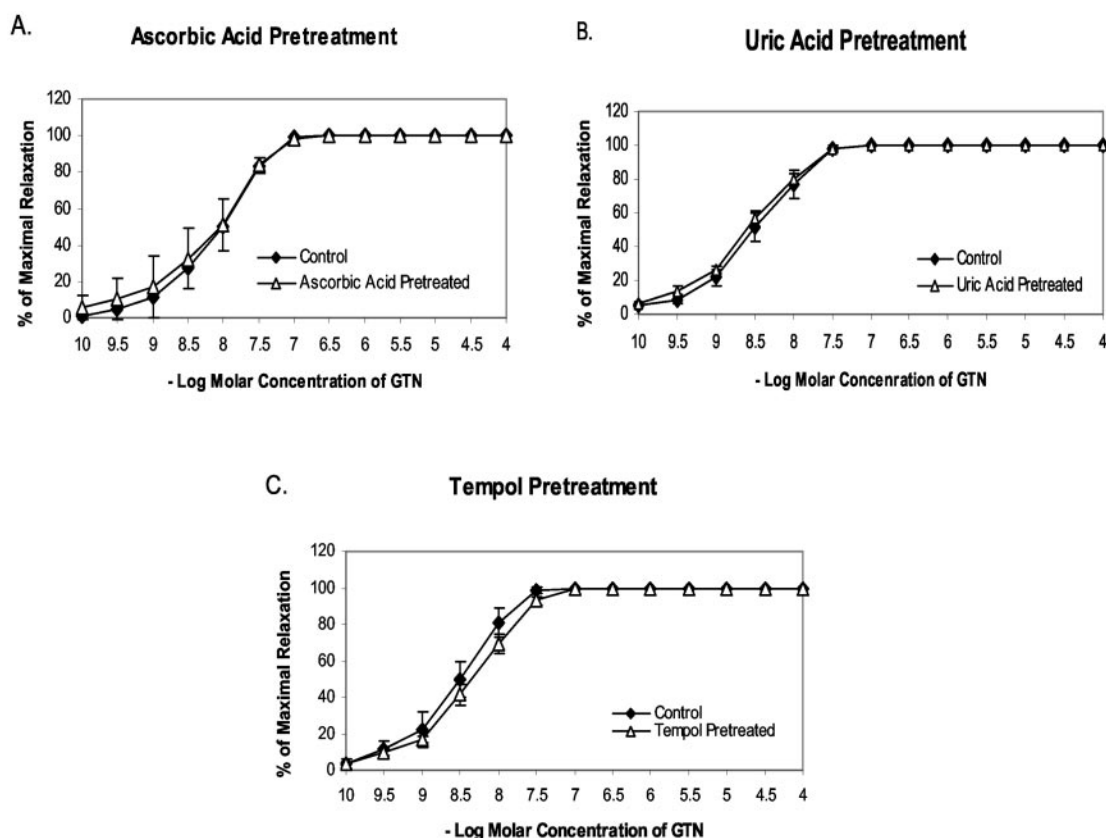 A.
Ascorbic Acid Pretreatment
% of Maximal Relaxation
120
100
80
60
40
20
0
Control
Ascorbic Acid Pretreated
10 9.5 9 8.5 8 7.5 7 6.5 6 5.5 5 4.5 4
- Log Molar Concentration of GTN
B.
Uric Acid Pretreatment
% of Maximal Relaxation
120
100
80
60
40
20
0
Control
Uric Acid Pretreated
10 9.5 9 8.5 8 7.5 7 6.5 6 5.5 5 4.5 4
- Log Molar Concenration of GTN
C.
Tempol Pretreatment
% of Maximal Relaxation
120
100
80
60
40
20
0
Control
Tempol Pretreated
10 9.5 9 8.5 8 7.5 7 6.5 6 5.5 5 4.5 4
- Log Molar Concentration of GTN